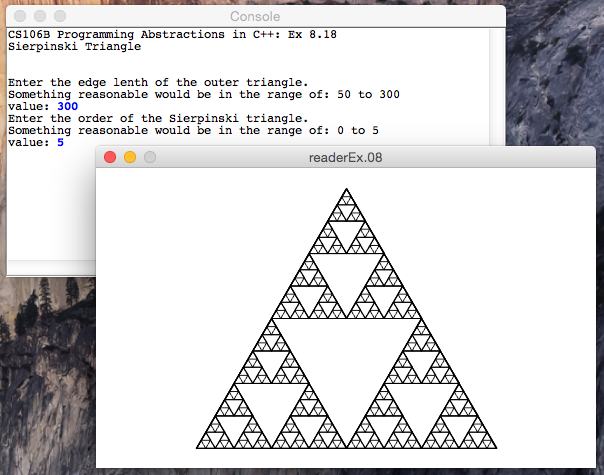 Console
CS106B Programming Abstractions in C++: Ex 8.18
Sierpinski Triangle
Enter the edge lenth of the outer triangle.
Something reasonable would be in the range of: 50 to 300
value: 300
Enter the order of the Sierpinski triangle.
Something reasonable would be in the range of: 0 to 5
value: 5
readerEx.08